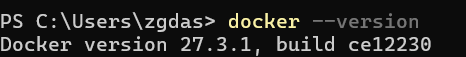 PS C:\Users\zgdas> docker --version
Docker version 27.3.1, build ce12230